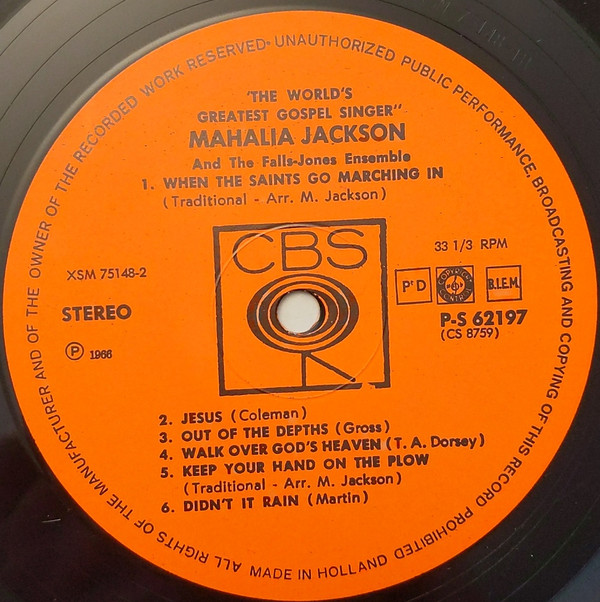 ALL RIGHTS OF THE MANUFACTURER AND OF THE OWNER OF THE RECORDED WORK RESERVED• UNAUTHORIZED PUBLIC PERFORMANCE, BROADCASTING AND COPYING OF THIS RECORD PROHIBITED
'THE WORLD'S
GREATEST GOSPEL SINGER"
MAHALIA JACKSON
And The Falls-Jones Ensemble
1. WHEN THE SAINTS GO MARCHING IN
(Traditional - Arr. M. Jackson)
CBS
33 1/3 RPM
XSM 75148-2
STEREO
P 1966
P'D
COPYRIGHT CONTROL
B.I.E.M.
P-S 62197
(CS 8759)
2. JESUS (Coleman)
3. OUT OF THE DEPTHS (Gross)
4. WALK OVER GOD'S HEAVEN (T. A. Dorsey)
5. KEEP YOUR HAND ON THE PLOW
(Traditional - Arr. M. Jackson)
6. DIDN'T IT RAIN (Martin)
MADE IN HOLLAND